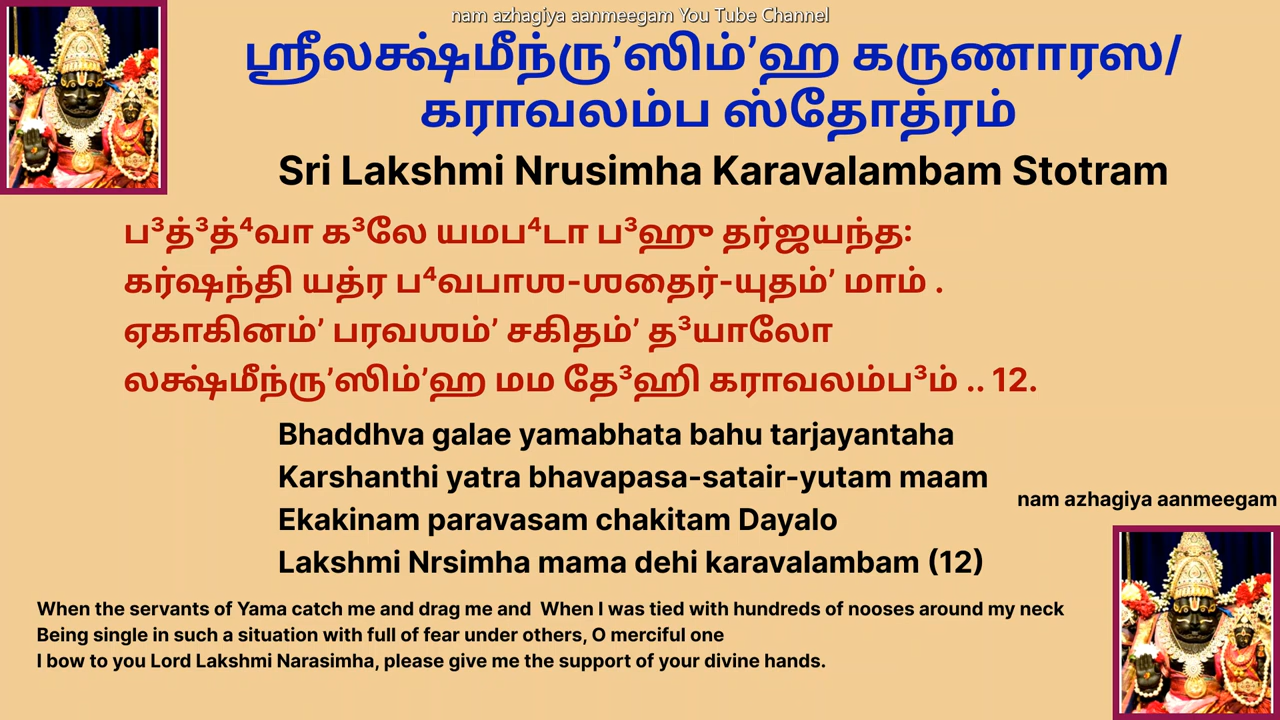 nam azhagiya aanmeegam You Tube Channel
ஸ்ரீலக்ஷ்மீந்ரு’ஸிம்’ஹ கருணாரஸ/
கராவலம்ப ஸ்தோத்ரம்
Sri Lakshmi Nrusimha Karavalambam Stotram
ப³த்³த்⁴வா க³லே யமப⁴டா ப³ஹு தர்ஜயந்த:
கர்ஷந்தி யத்ர ப⁴வபாஶ-ஶதைர்-யுதம்’ மாம் .
ஏகாகினம்’ பரவஶம்’ சகிதம்’ த³யாலோ
லக்ஷ்மீந்ரு’ஸிம்’ஹ மம தே³ஹி கராவலம்ப³ம் .. 12.
Bhaddhva galae yamabhata bahu tarjayantaha
Karshanthi yatra bhavapasa-satair-yutam maam
nam azhagiya aanmeegam
Ekakinam paravasam chakitam Dayalo
Lakshmi Nrsimha mama dehi karavalambam (12)
When the servants of Yama catch me and drag me and  When I was tied with hundreds of nooses around my neck
Being single in such a situation with full of fear under others, O merciful one
I bow to you Lord Lakshmi Narasimha, please give me the support of your divine hands.